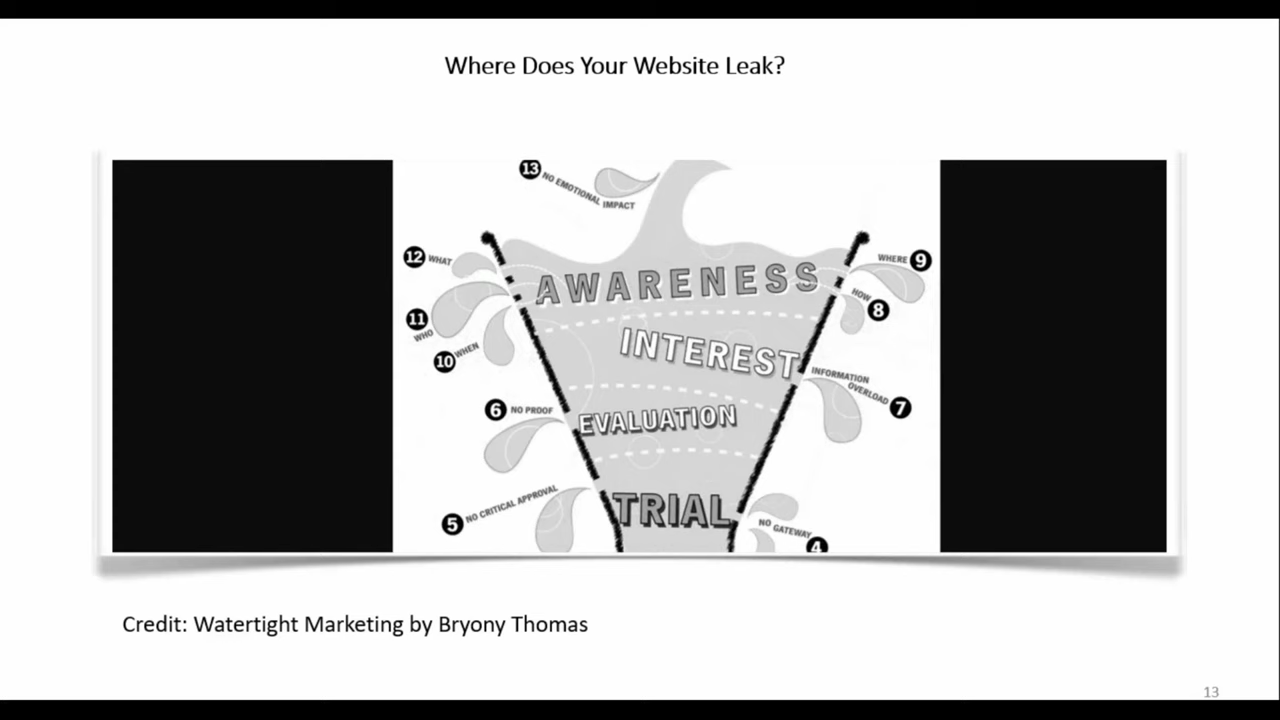 Where Does Your Website Leak?
13 NO EMOTIONAL IMPACT
12 WHAT
WHERE 9
AWARENESS
HOW 8
11 WHO
10 WHEN
INTEREST
INFORMATION OVERLOAD 7
6 NO PROOF
EVALUATION
5 NO CRITICAL APPROVAL
TRIAL
NO GATEWAY 4
Credit: Watertight Marketing by Bryony Thomas
13